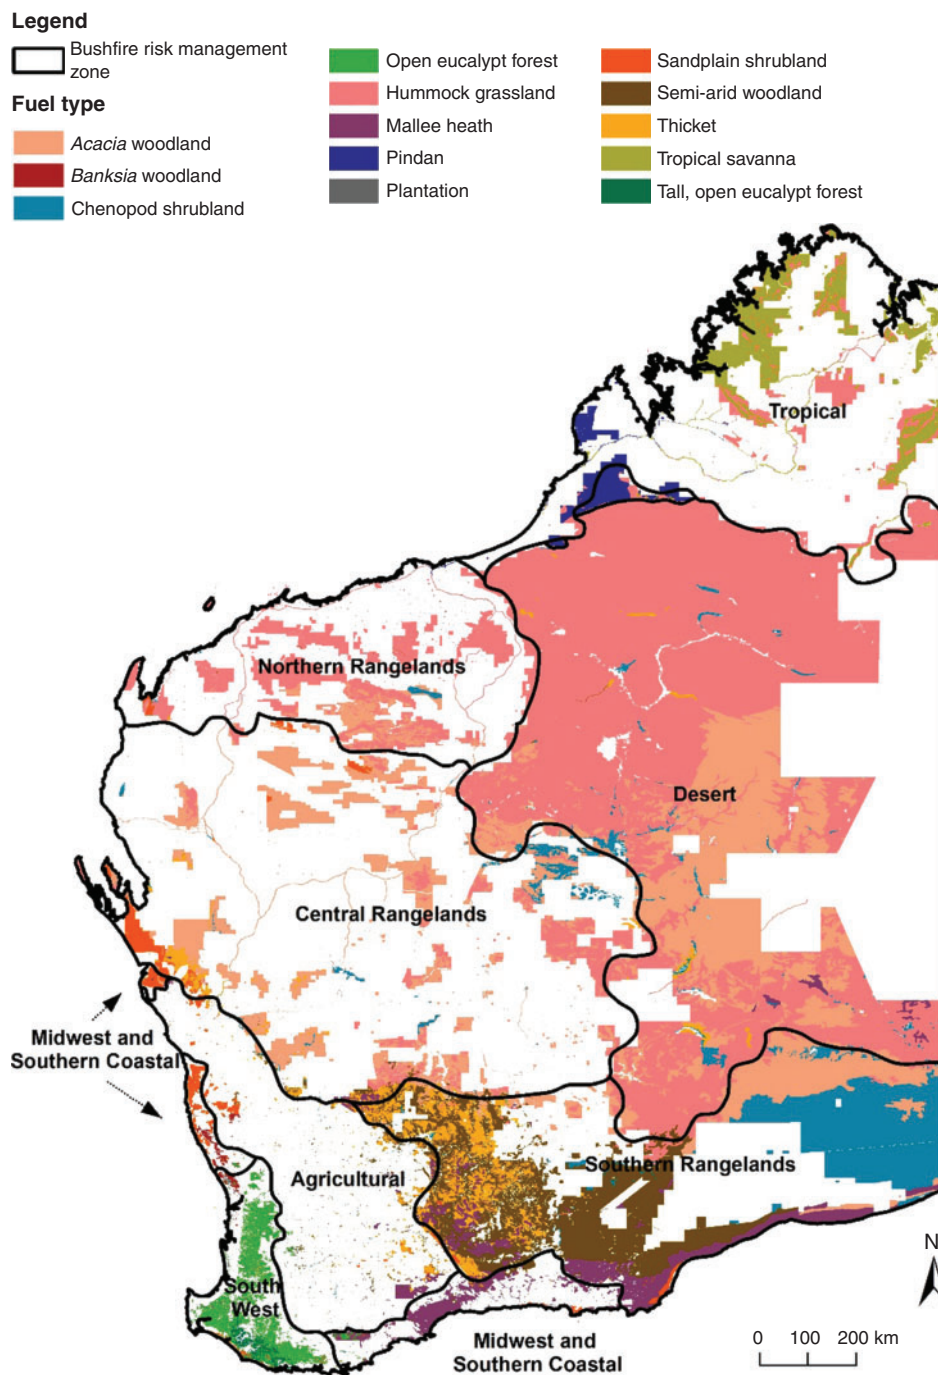 Legend
Bushfire risk management
zone
Fuel type
Acacia woodland
Banksia woodland
Chenopod shrubland
Open eucalypt forest
Hummock grassland
Mallee heath
Pindan
Plantation
Sandplain shrubland
Semi-arid woodland
Thicket
Tropical savanna
Tall, open eucalypt forest
Tropical
Northern Rangelands
Desert
Central Rangelands
Midwest and
Southern Coastal
Agricultural
Southern Rangelands
South
West
Midwest and
Southern Coastal
N
0 100 200 km